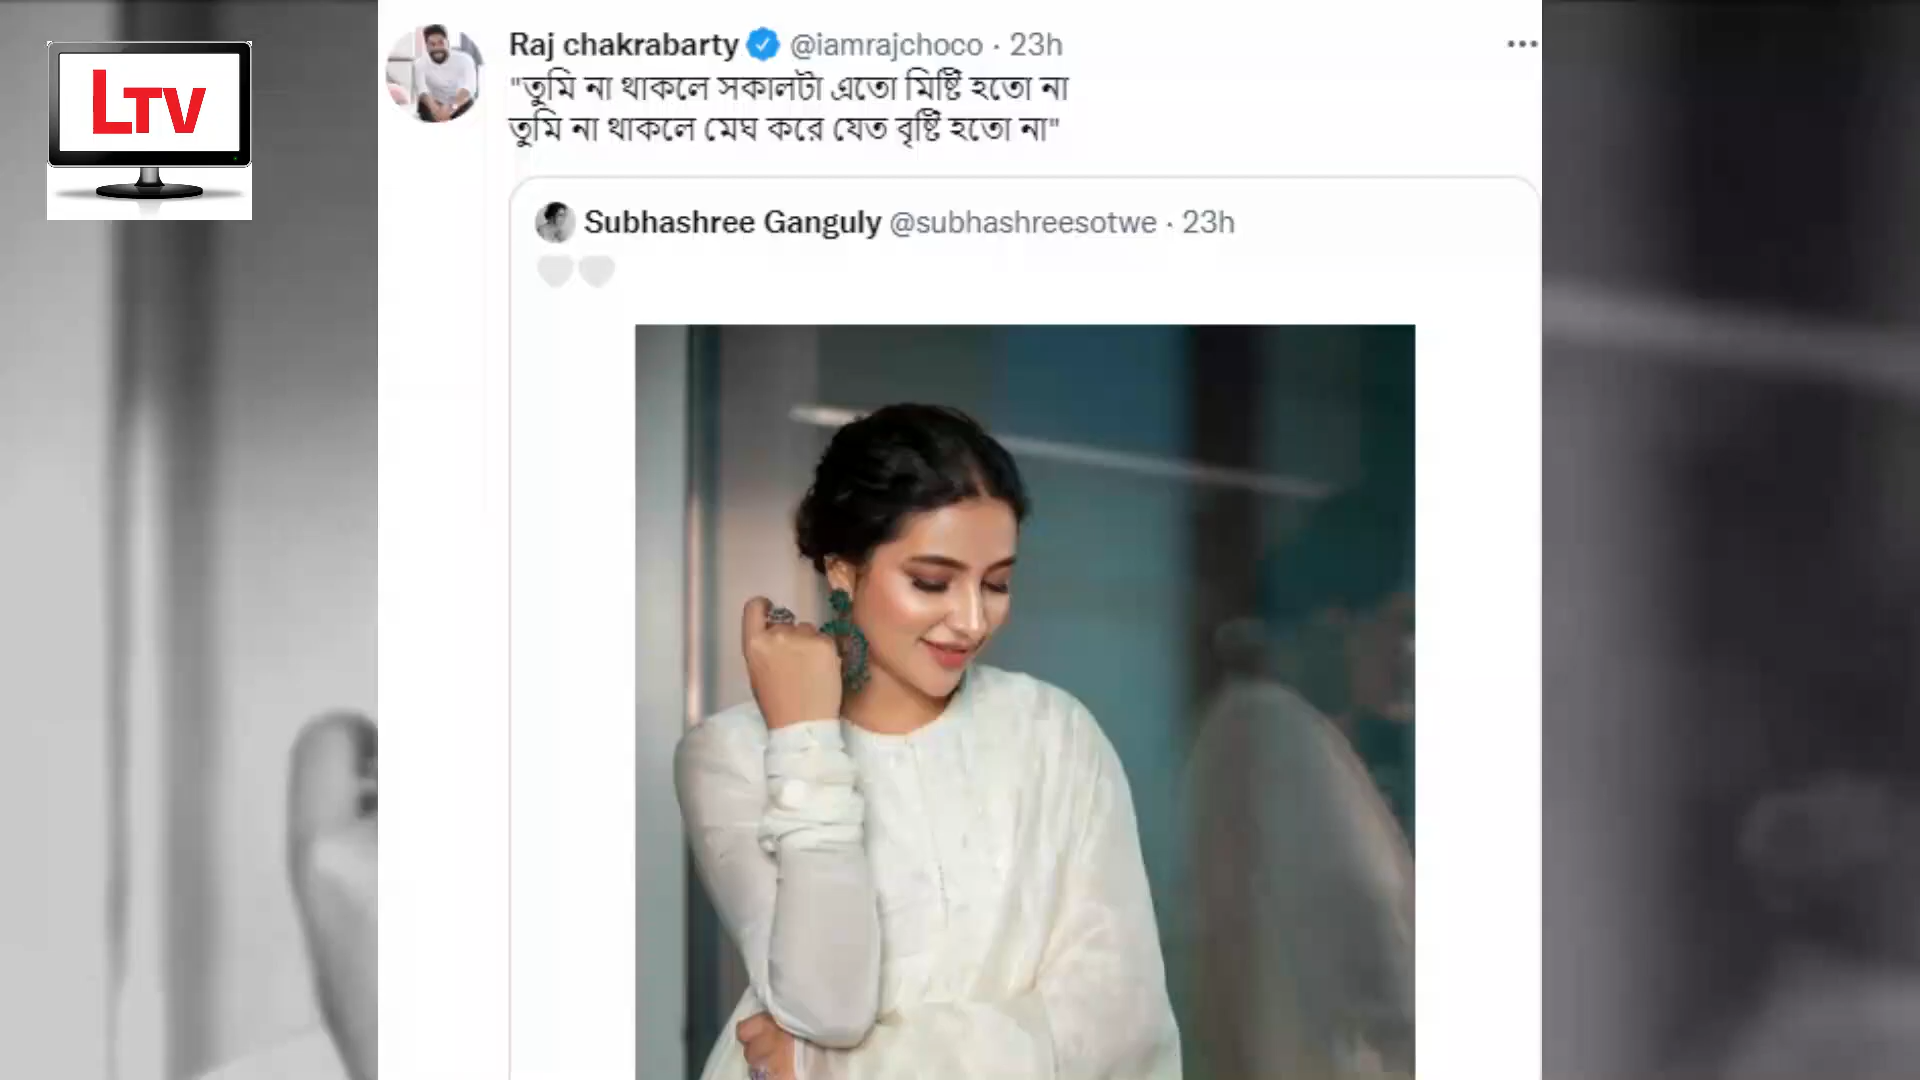 LTV
Raj chakrabarty @iamrajchoco · 23h
"তুমি না থাকলে সকালটা এতো মিষ্টি হতো না
তুমি না থাকলে মেঘ করে যেত বৃষ্টি হতো না"
Subhashree Ganguly @subhashreesotwe · 23h